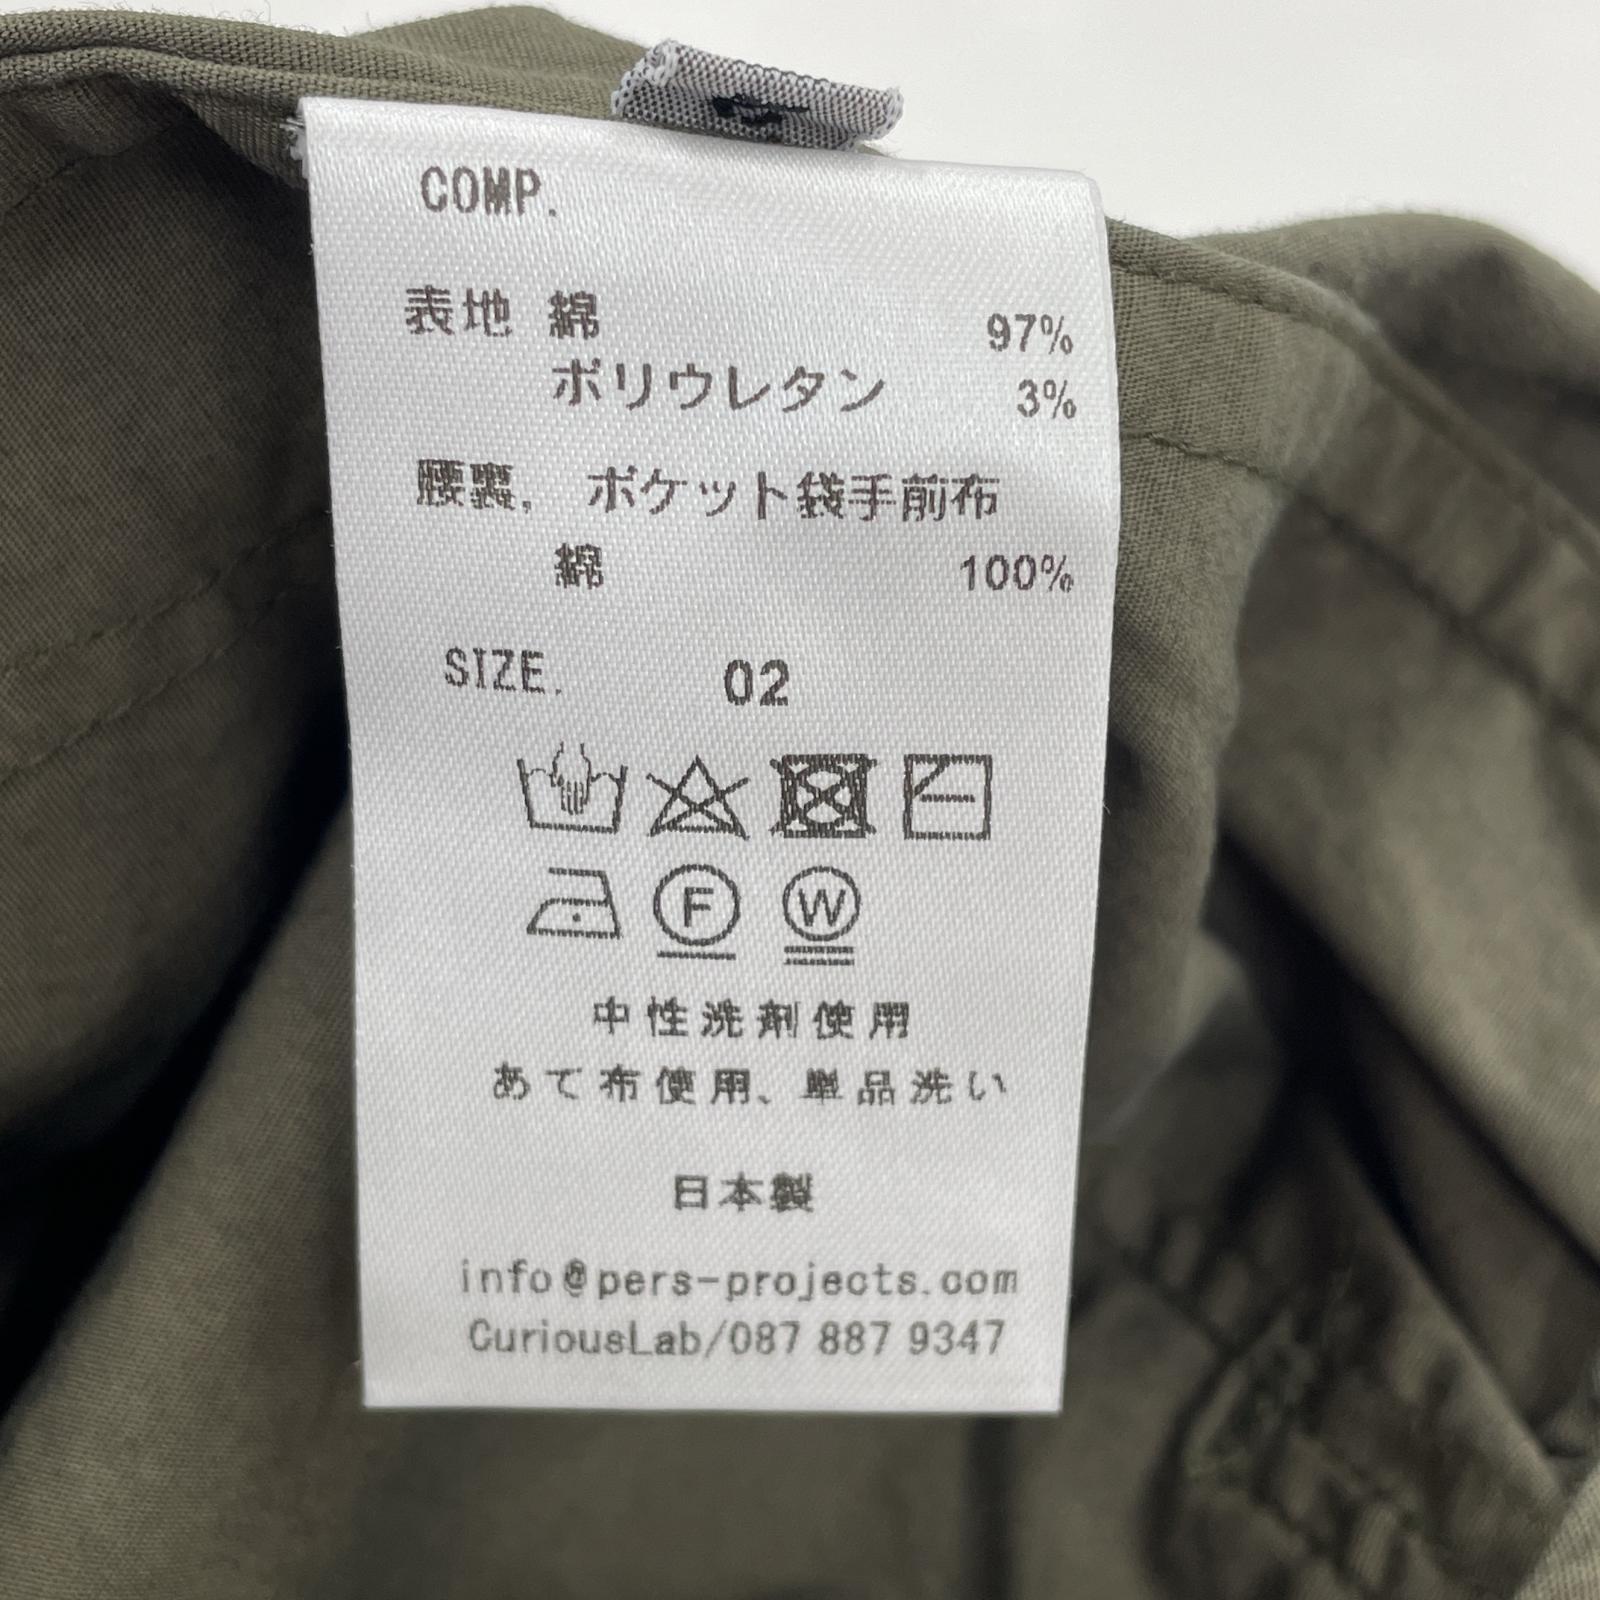 COMP.
表地 綿 97%
ポリウレタン 3%
腰裏, ポケット袋手前布
綿 100%
SIZE. 02
F W
中性洗剤使用
あて布使用、単品洗い
日本製
info@pers-projects.com
CuriousLab/087 887 9347